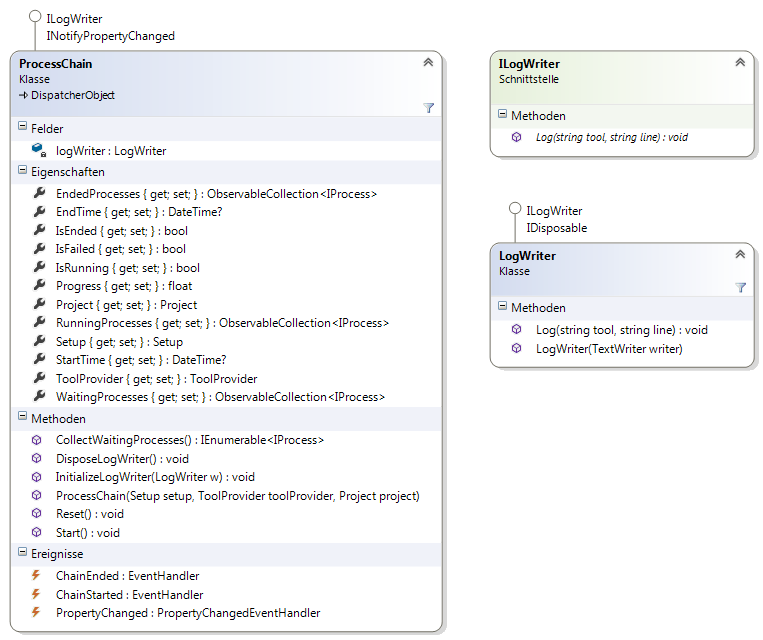 ILogWriter
INotifyPropertyChanged
ProcessChain
Klasse
DispatcherObject
Felder
logWriter : LogWriter
Eigenschaften
EndedProcesses { get; set; } : ObservableCollection<IProcess>
EndTime { get; set; } : DateTime?
IsEnded { get; set; } : bool
IsFailed { get; set; } : bool
IsRunning { get; set; } : bool
Progress { get; set; } : float
Project { get; set; } : Project
RunningProcesses { get; set; } : ObservableCollection<IProcess>
Setup { get; set; } : Setup
StartTime { get; set; } : DateTime?
ToolProvider { get; set; } : ToolProvider
WaitingProcesses { get; set; } : ObservableCollection<IProcess>
Methoden
CollectWaitingProcesses() : IEnumerable<IProcess>
DisposeLogWriter() : void
InitializeLogWriter(LogWriter w) : void
ProcessChain(Setup setup, ToolProvider toolProvider, Project project)
Reset() : void
Start() : void
Ereignisse
ChainEnded : EventHandler
ChainStarted : EventHandler
PropertyChanged : PropertyChangedEventHandler
ILogWriter
Schnittstelle
Methoden
Log(string tool, string line) : void
ILogWriter
IDisposable
LogWriter
Klasse
Methoden
Log(string tool, string line) : void
LogWriter(TextWriter writer)